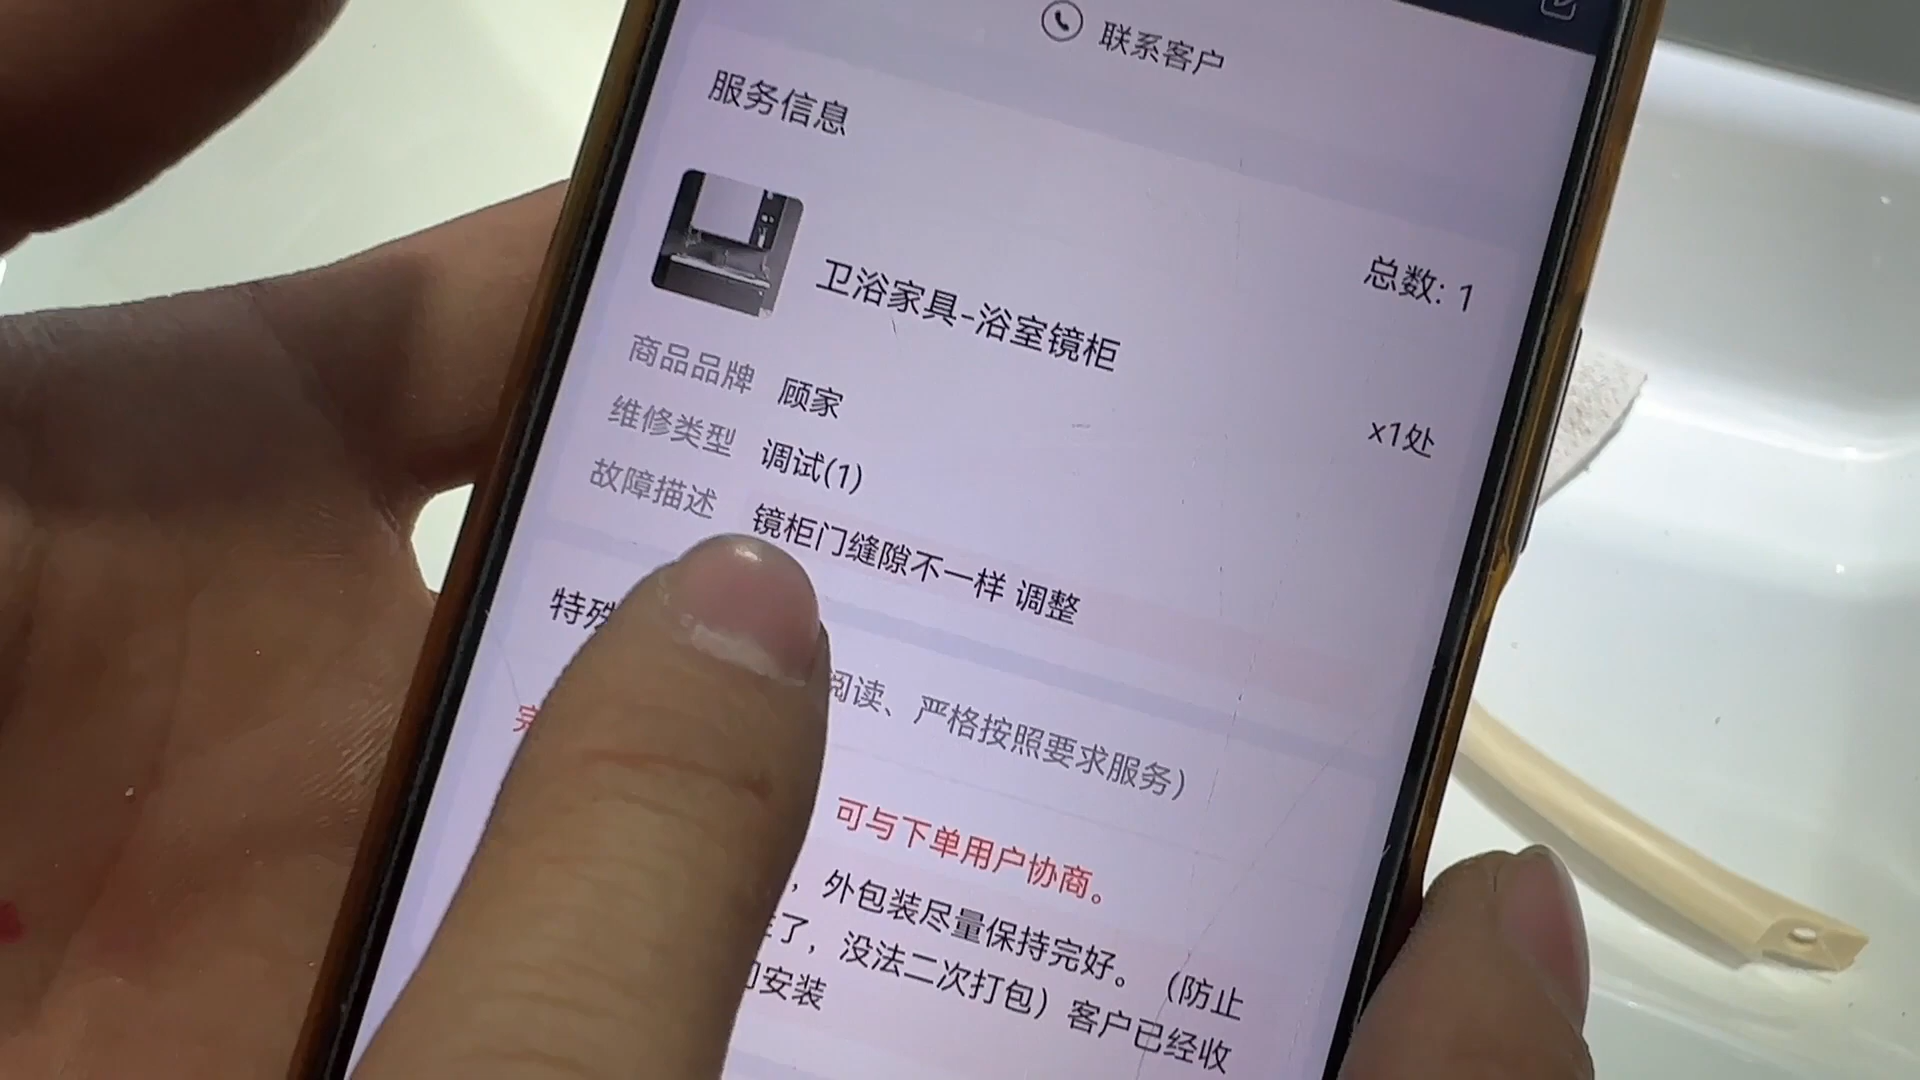 联系客户
服务信息
卫浴家具-浴室镜柜
总数: 1
商品品牌 顾家
x1处
维修类型 调试(1)
故障描述 镜柜门缝隙不一样 调整
特殊
阅读、严格按照要求服务）
完
可与下单用户协商。
，外包装尽量保持完好。（防止
了，没法二次打包）客户已经收
安装